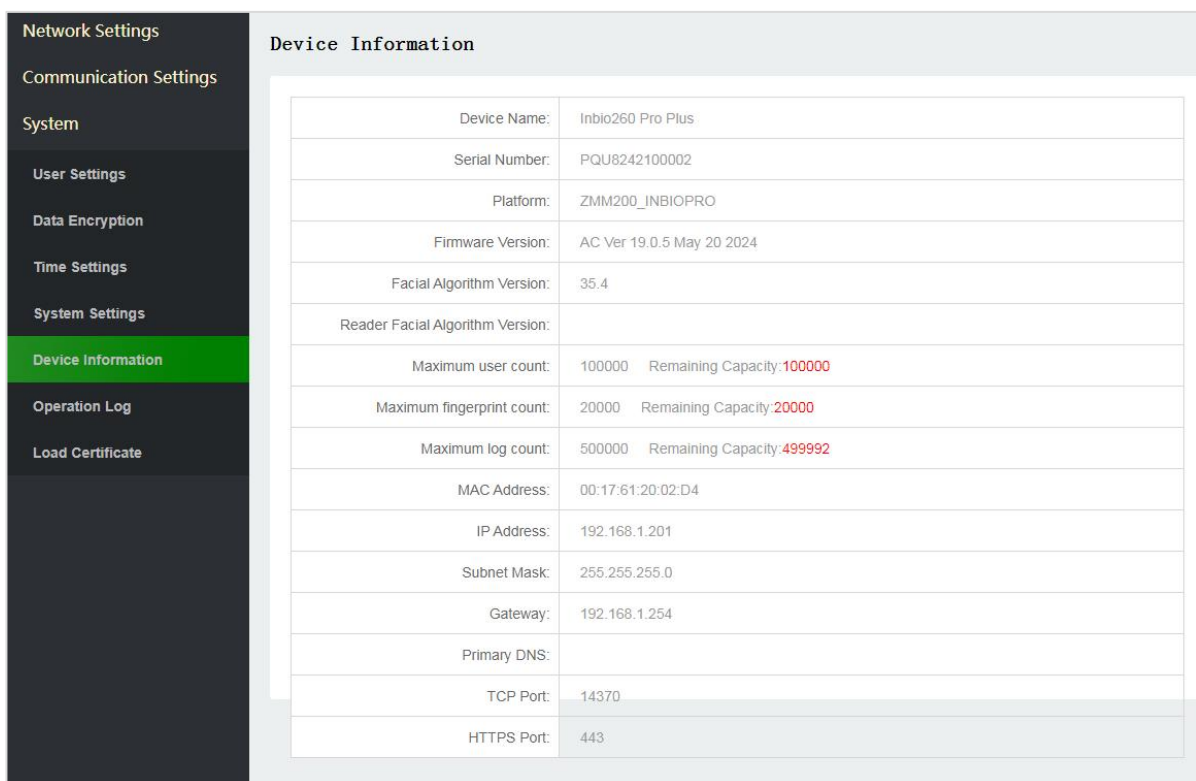 Network Settings
Communication Settings
System
User Settings
Data Encryption
Time Settings
System Settings
Device Information
Operation Log
Load Certificate
Device Information
Device Name: Inbio260 Pro Plus
Serial Number: PQU8242100002
Platform: ZMM200_INBIOPRO
Firmware Version: AC Ver 19.0.5 May 20 2024
Facial Algorithm Version: 35.4
Reader Facial Algorithm Version:
Maximum user count: 100000 Remaining Capacity:100000
Maximum fingerprint count: 20000 Remaining Capacity:20000
Maximum log count: 500000 Remaining Capacity:499992
MAC Address: 00:17:61:20:02:D4
IP Address: 192.168.1.201
Subnet Mask: 255.255.255.0
Gateway: 192.168.1.254
Primary DNS:
TCP Port: 14370
HTTPS Port: 443